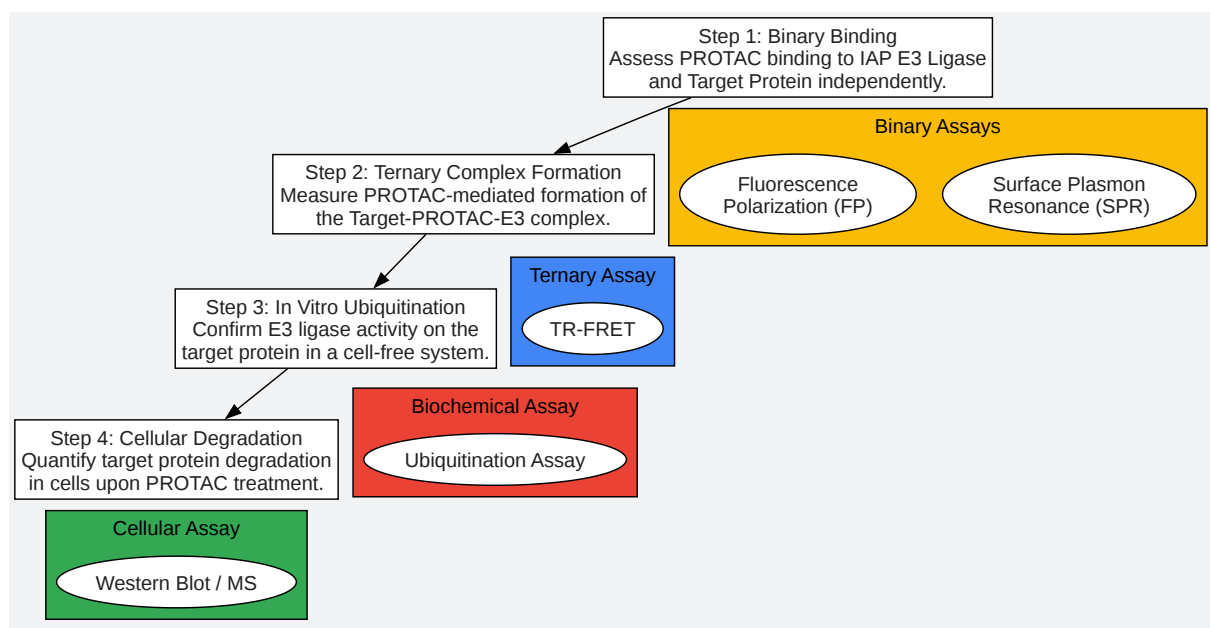 Step 1: Binary Binding
Assess PROTAC binding to IAP E3 Ligase
and Target Protein independently.
Binary Assays
Fluorescence
Polarization (FP)
Surface Plasmon
Resonance (SPR)
Step 2: Ternary Complex Formation
Measure PROTAC-mediated formation of
the Target-PROTAC-E3 complex.
Ternary Assay
TR-FRET
Step 3: In Vitro Ubiquitination
Confirm E3 ligase activity on the
target protein in a cell-free system.
Biochemical Assay
Ubiquitination Assay
Step 4: Cellular Degradation
Quantify target protein degradation
in cells upon PROTAC treatment.
Cellular Assay
Western Blot / MS